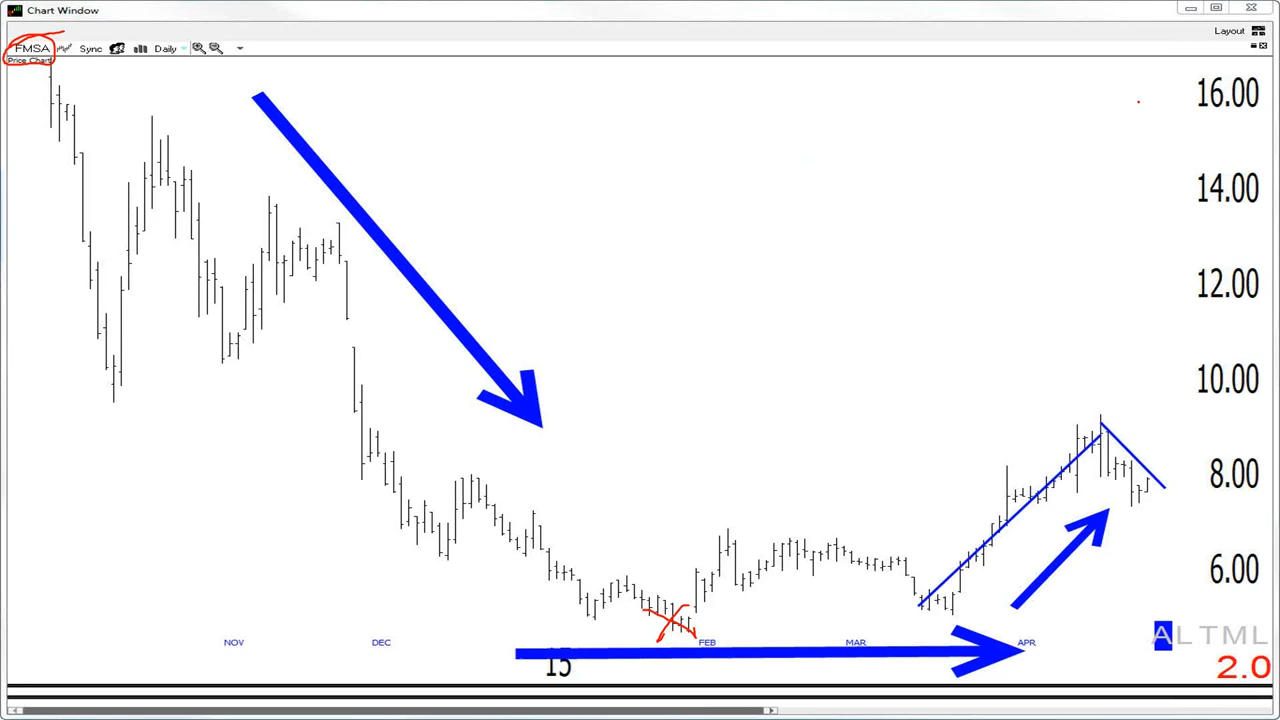 Chart Window
Layout
FMSA Sync Daily
Price Chart
16.00
14.00
12.00
10.00
8.00
6.00
NOV DEC FEB MAR APR
15
ALTML
2.0